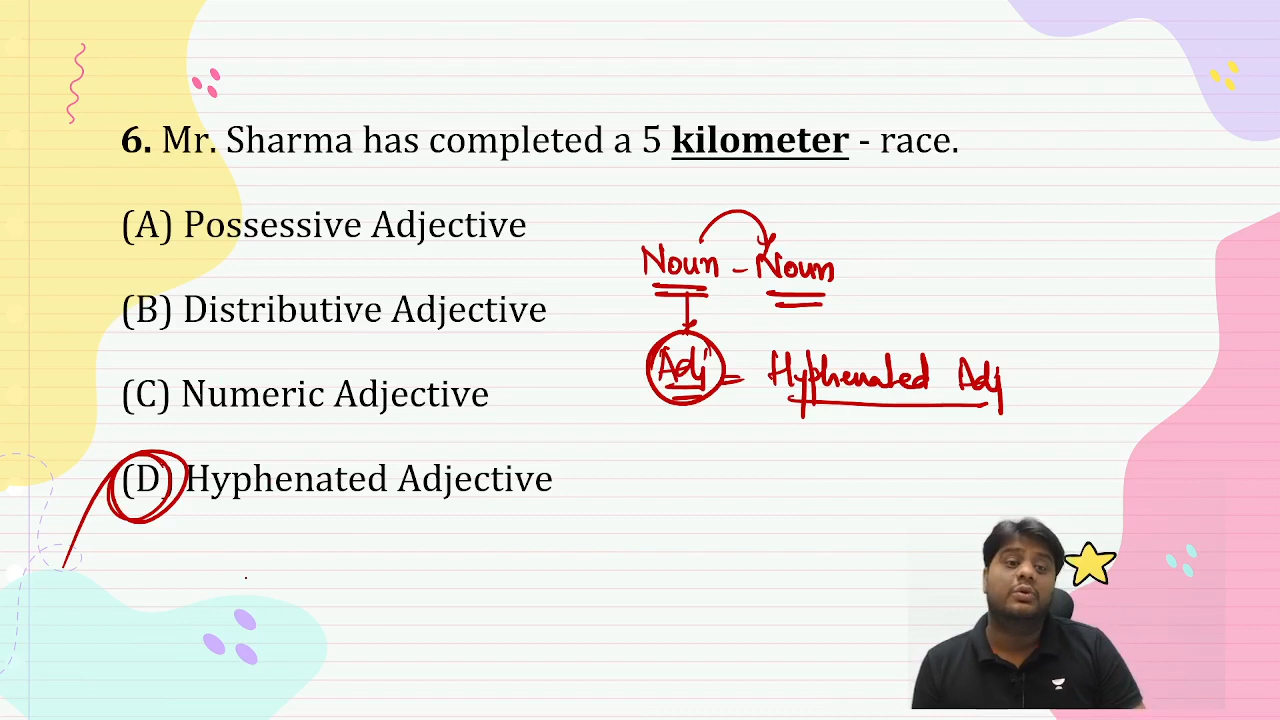 6. Mr. Sharma has completed a 5 kilometer - race.
(A) Possessive Adjective
Noun - Noun
(B) Distributive Adjective
Adj = Hyphenated Adj
(C) Numeric Adjective
(D) Hyphenated Adjective